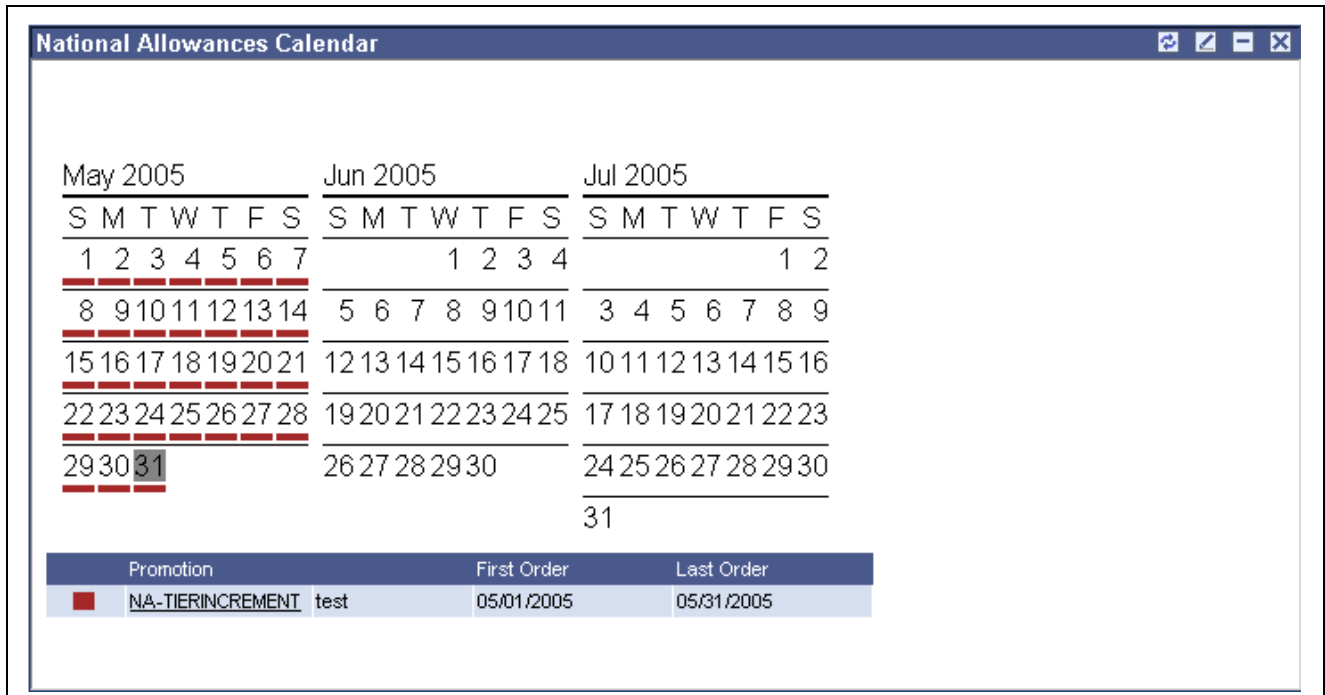 National Allowances Calendar
May 2005 Jun 2005 Jul 2005
S M T W T F S S M T W T F S S M T W T F S
1 2 3 4 5 6 7 1 2 3 4 1 2
8 9 10 11 12 13 14 5 6 7 8 9 10 11 3 4 5 6 7 8 9
15 16 17 18 19 20 21 12 13 14 15 16 17 18 10 11 12 13 14 15 16
22 23 24 25 26 27 28 19 20 21 22 23 24 25 17 18 19 20 21 22 23
29 30 31 26 27 28 29 30 24 25 26 27 28 29 30
31
Promotion First Order Last Order
NA-TIERINCREMENT test 05/01/2005 05/31/2005